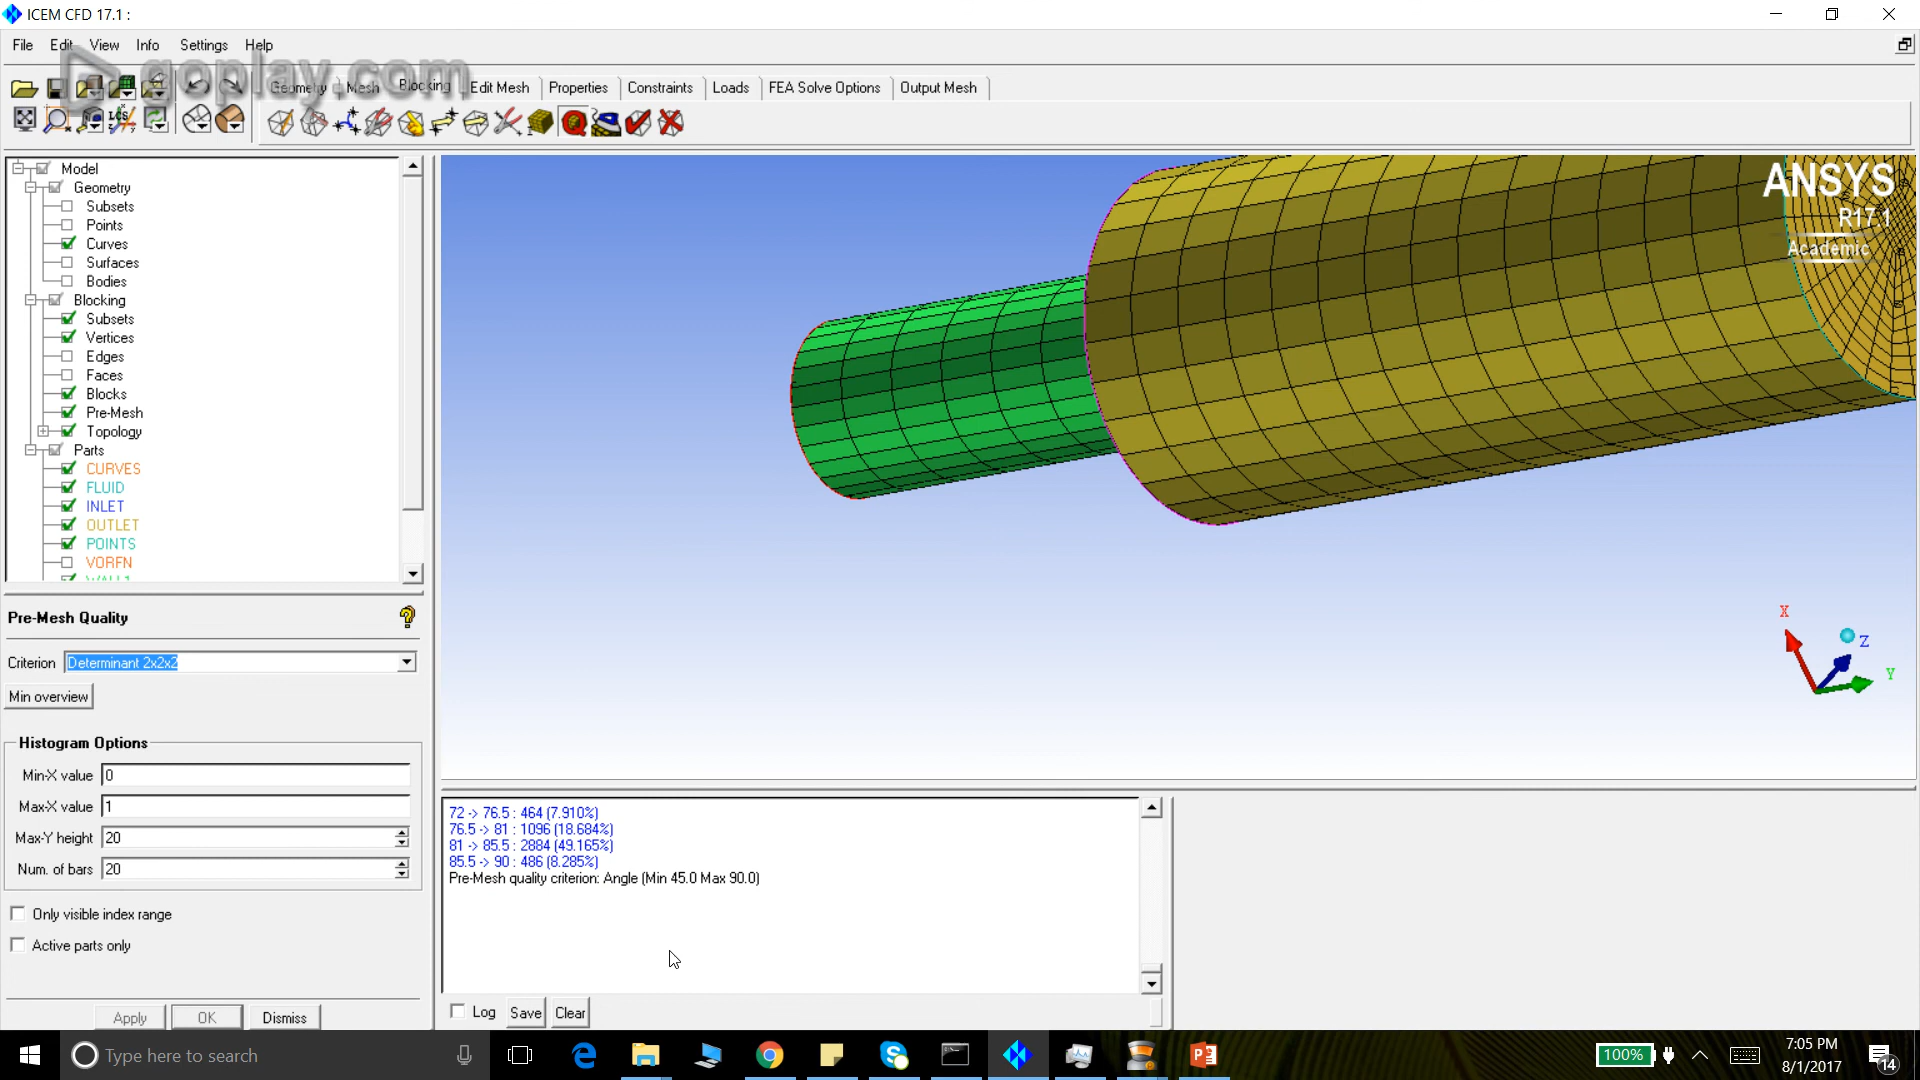 ICEM CFD 17.1 :
File Edit View Info Settings Help
goplay.com
Geometry Mesh Blocking Edit Mesh Properties Constraints Loads FEA Solve Options Output Mesh
LCS
Model
Geometry
Subsets
Points
Curves
Surfaces
Bodies
Blocking
Subsets
Vertices
Edges
Faces
Blocks
Pre-Mesh
Topology
Parts
CURVES
FLUID
INLET
OUTLET
POINTS
VORFN
Pre-Mesh Quality
Criterion Determinant 2x2x2
Min overview
Histogram Options
Min-X value 0
Max-X value 1
Max-Y height 20
Num. of bars 20
Only visible index range
Active parts only
Apply OK Dismiss
ANSYS
R17.1
Academic
X
Z
Y
72 -> 76.5 : 464 (7.910%)
76.5 -> 81 : 1096 (18.684%)
81 -> 85.5 : 2884 (49.165%)
85.5 -> 90 : 486 (8.285%)
Pre-Mesh quality criterion: Angle (Min 45.0 Max 90.0)
Log Save Clear
Type here to search
100%
7:05 PM
8/1/2017
14